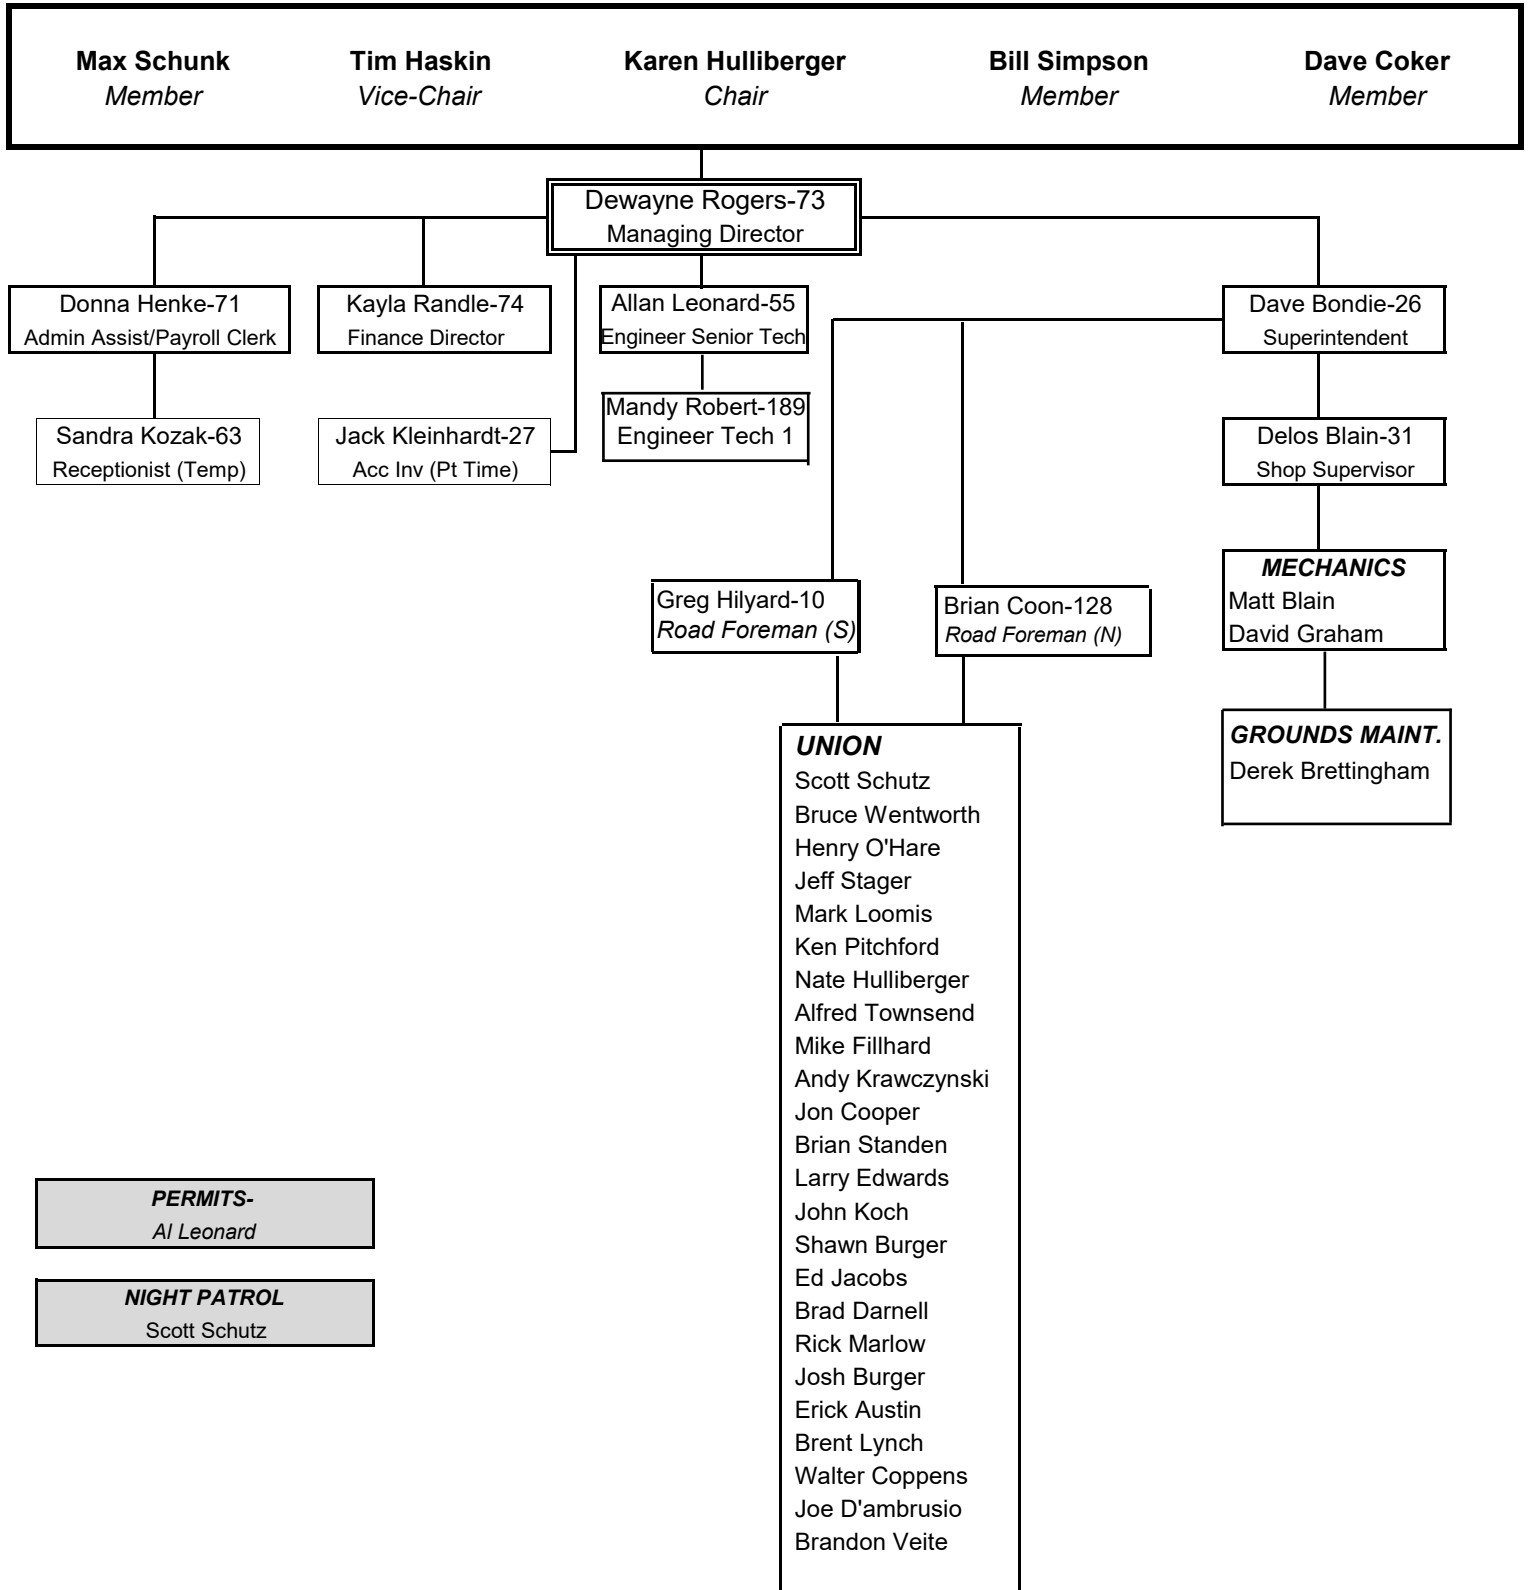 Max Schunk
Member
Tim Haskin
Vice-Chair
Karen Hulliberger
Chair
Bill Simpson
Member
Dave Coker
Member
Dewayne Rogers-73
Managing Director
Donna Henke-71
Admin Assist/Payroll Clerk
Kayla Randle-74
Finance Director
Allan Leonard-55
Engineer Senior Tech
Dave Bondie-26
Superintendent
Mandy Robert-189
Engineer Tech 1
Sandra Kozak-63
Receptionist (Temp)
Jack Kleinhardt-27
Acc Inv (Pt Time)
Delos Blain-31
Shop Supervisor
MECHANICS
Matt Blain
David Graham
Greg Hilyard-10
Road Foreman (S)
Brian Coon-128
Road Foreman (N)
GROUNDS MAINT.
Derek Brettingham
UNION
Scott Schutz
Bruce Wentworth
Henry O'Hare
Jeff Stager
Mark Loomis
Ken Pitchford
Nate Hulliberger
Alfred Townsend
Mike Fillhard
Andy Krawczynski
Jon Cooper
Brian Standen
Larry Edwards
John Koch
Shawn Burger
Ed Jacobs
Brad Darnell
Rick Marlow
Josh Burger
Erick Austin
Brent Lynch
Walter Coppens
Joe D'ambrusio
Brandon Veite
PERMITS-
Al Leonard
NIGHT PATROL
Scott Schutz